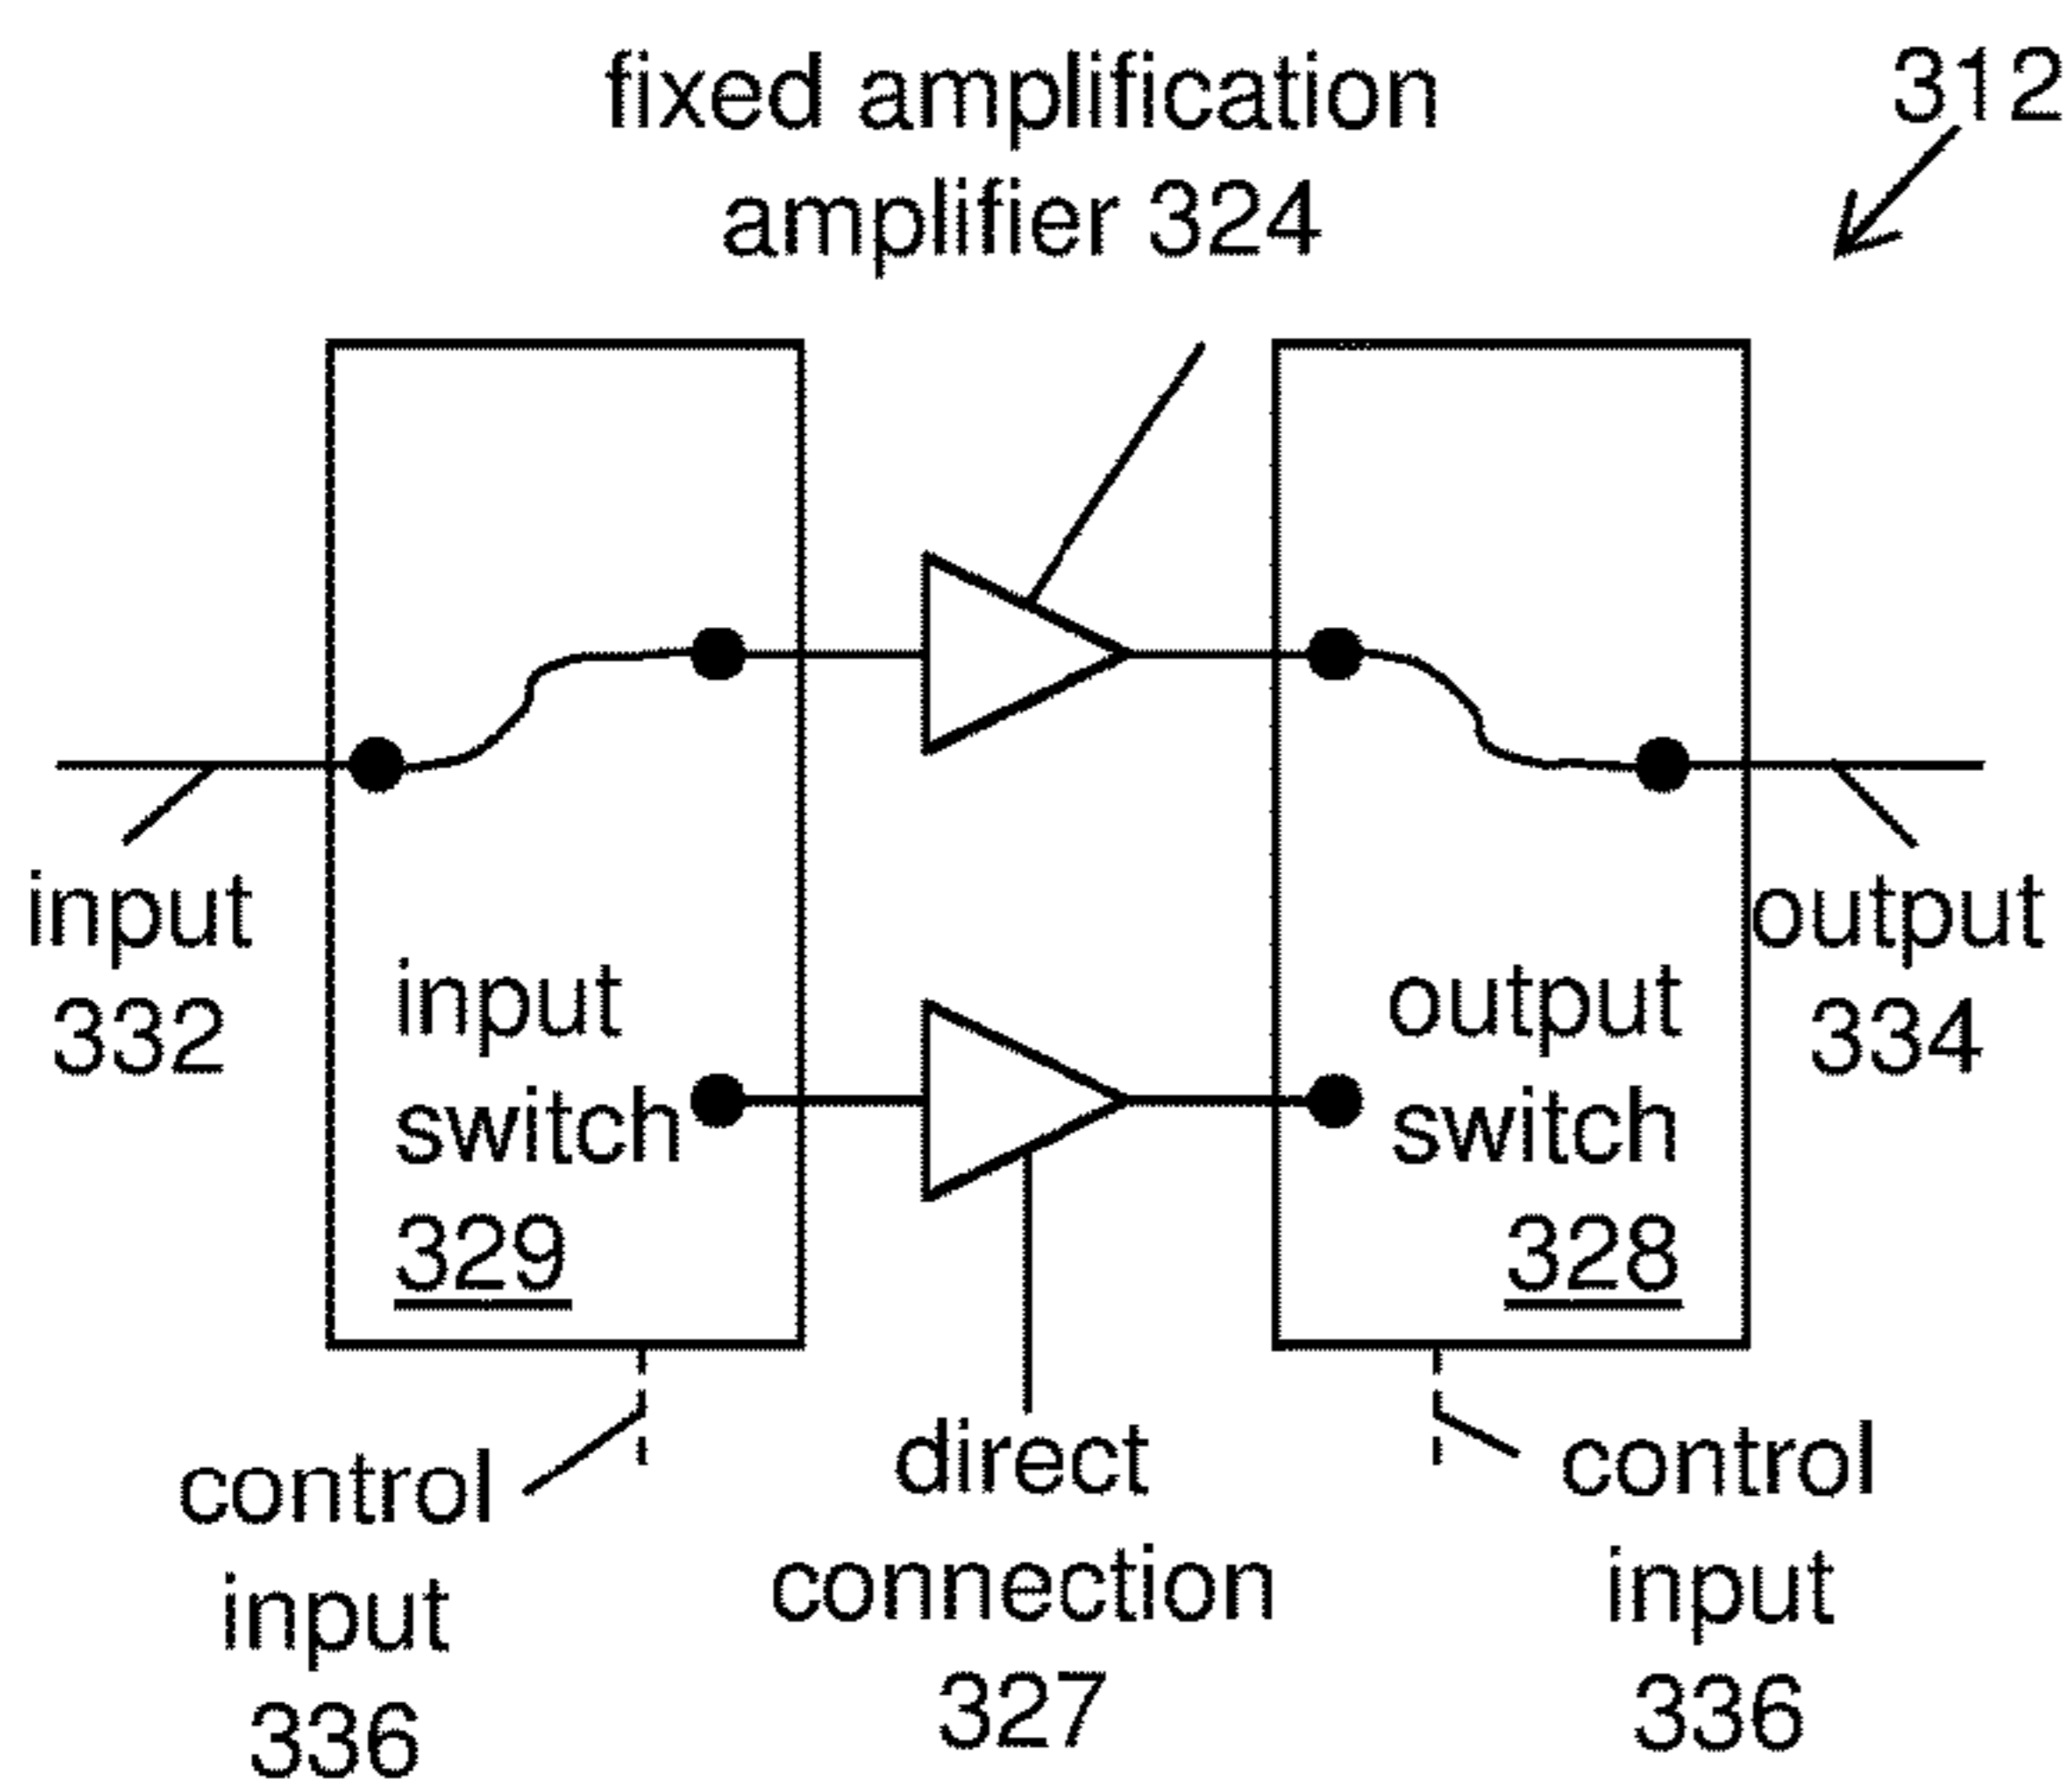 fixed amplification
amplifier 324
312
input
332
input
switch
329
output
switch
328
output
334
control
input
336
direct
connection
327
control
input
336